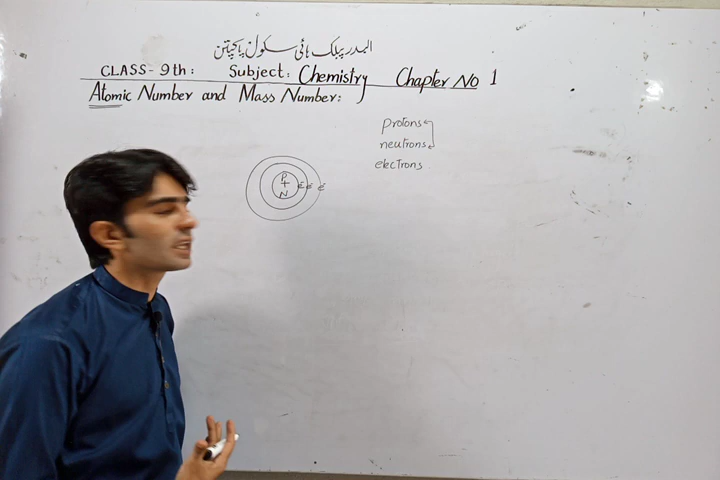 البدر پبلک ہائی سکول پاکپتن
CLASS- 9th: Subject: Chemistry Chapter No 1
Atomic Number and Mass Number:
Protons
neutrons
electrons
P
+
N
e⁻ e⁻ e⁻